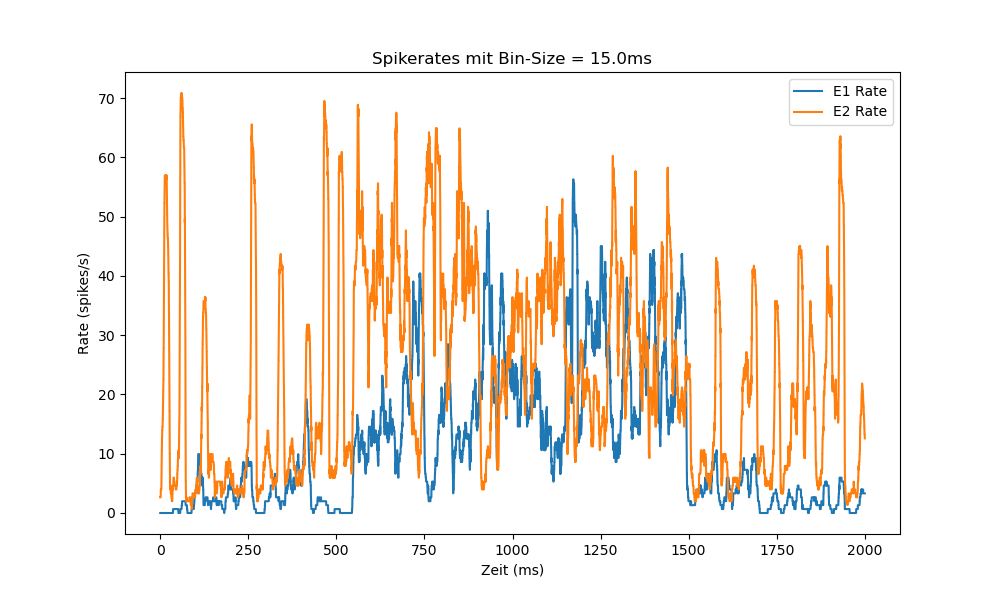 Spikerates mit Bin-Size = 15.0ms
E1 Rate
E2 Rate
Rate (spikes/s)
70
60
50
40
30
20
10
0
0 250 500 750 1000 1250 1500 1750 2000
Zeit (ms)